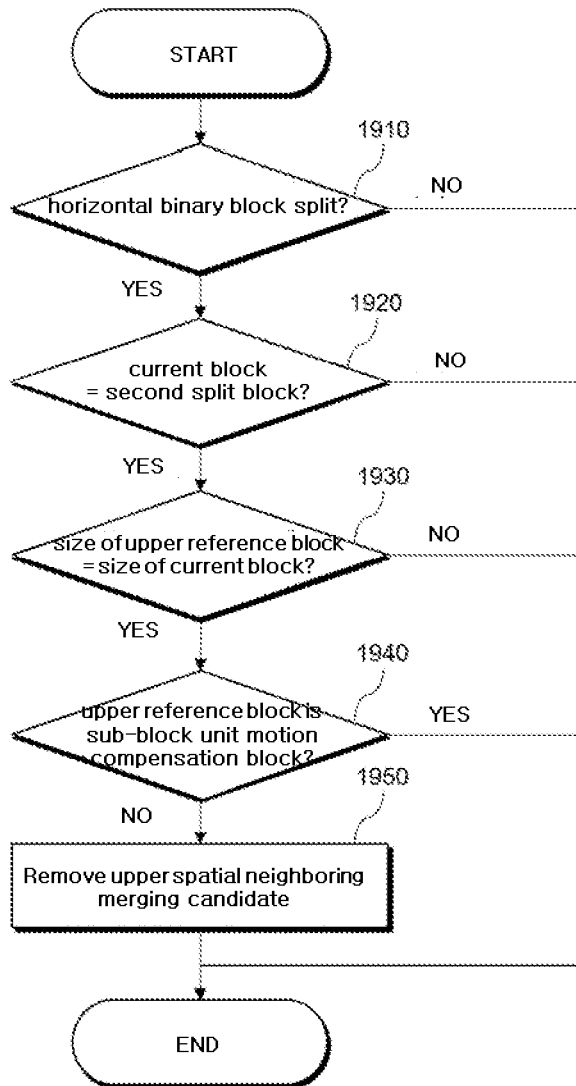 START
1910
NO
horizontal binary block split?
YES
1920
NO
current block
= second split block?
YES
1930
NO
size of upper reference block
= size of current block?
YES
1940
YES
upper reference block is
sub-block unit motion
compensation block?
NO
1950
Remove upper spatial neighboring
merging candidate
END